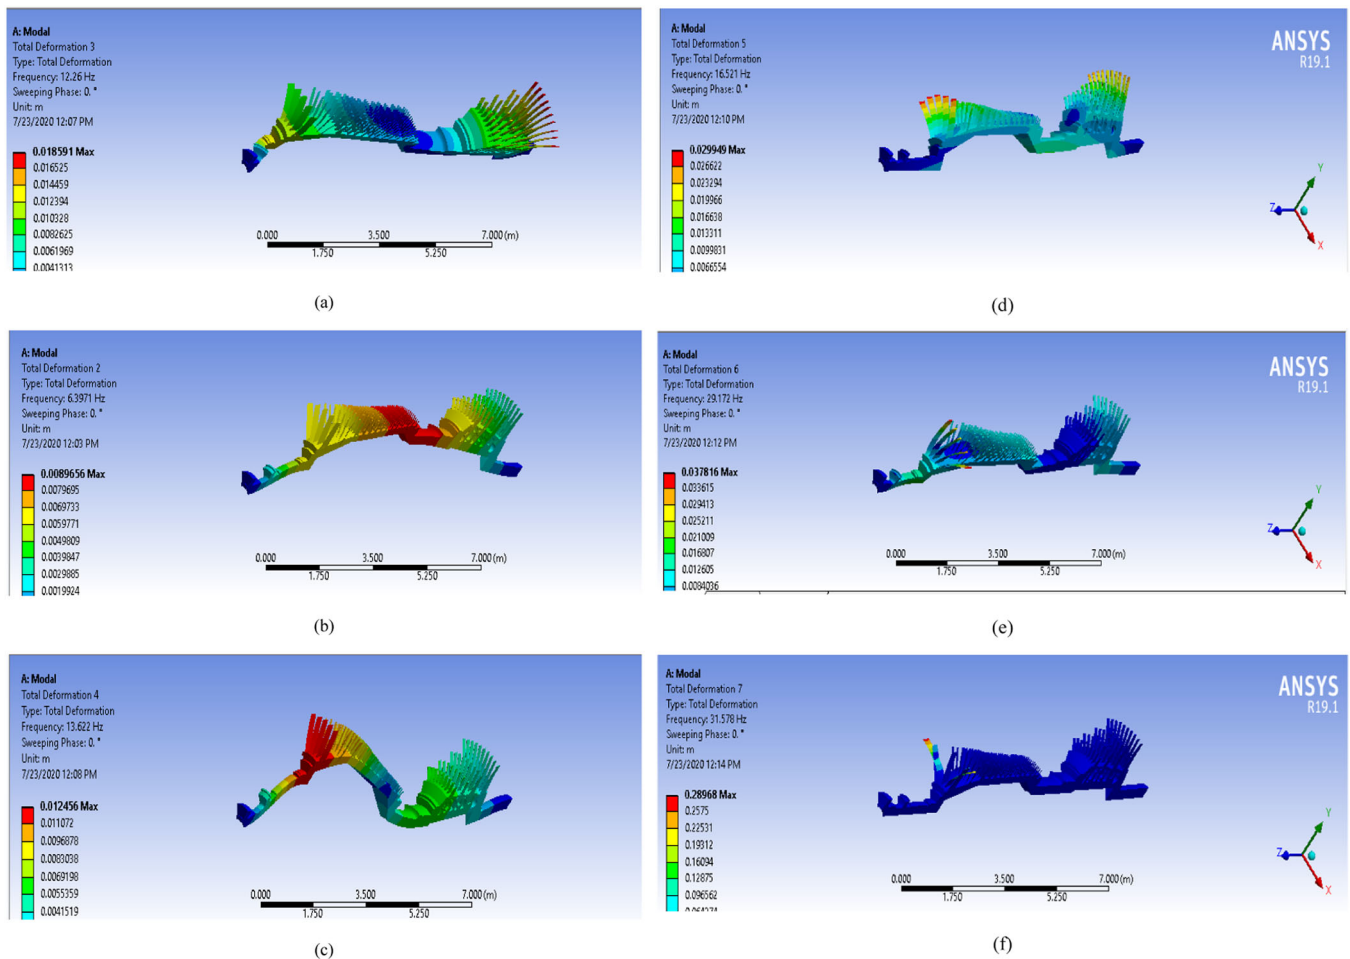 A: Modal
Total Deformation 3
Type: Total Deformation
Frequency: 12.26 Hz
Sweeping Phase: 0. °
Unit: m
7/23/2020 12:07 PM
0.018591 Max
0.016525
0.014459
0.012394
0.010328
0.0082625
0.0061969
0.0041313
0.000 3.500 7.000 (m)
1.750 5.250
(a)
A: Modal
Total Deformation 5
Type: Total Deformation
Frequency: 16.521 Hz
Sweeping Phase: 0. °
Unit: m
7/23/2020 12:10 PM
0.029949 Max
0.026622
0.023294
0.019966
0.016638
0.013311
0.0099831
0.0066554
ANSYS
R19.1
Y
Z
X
(d)
A: Modal
Total Deformation 2
Type: Total Deformation
Frequency: 6.3971 Hz
Sweeping Phase: 0. °
Unit: m
7/23/2020 12:03 PM
0.0089656 Max
0.0079695
0.0069733
0.0059771
0.0049809
0.0039847
0.0029885
0.0019924
0.000 3.500 7.000 (m)
1.750 5.250
(b)
A: Modal
Total Deformation 6
Type: Total Deformation
Frequency: 29.172 Hz
Sweeping Phase: 0. °
Unit: m
7/23/2020 12:12 PM
0.037816 Max
0.033615
0.029413
0.025211
0.021009
0.016807
0.012605
0.0084036
ANSYS
R19.1
0.000 3.500 7.000 (m)
1.750 5.250
Y
Z
X
(e)
A: Modal
Total Deformation 4
Type: Total Deformation
Frequency: 13.622 Hz
Sweeping Phase: 0. °
Unit: m
7/23/2020 12:08 PM
0.012456 Max
0.011072
0.0096878
0.0083038
0.0069198
0.0055359
0.0041519
0.000 3.500 7.000 (m)
1.750 5.250
(c)
A: Modal
Total Deformation 7
Type: Total Deformation
Frequency: 31.578 Hz
Sweeping Phase: 0. °
Unit: m
7/23/2020 12:14 PM
0.28968 Max
0.2575
0.22531
0.19312
0.16094
0.12875
0.096562
ANSYS
R19.1
0.000 3.500 7.000 (m)
1.750 5.250
Y
Z
X
(f)